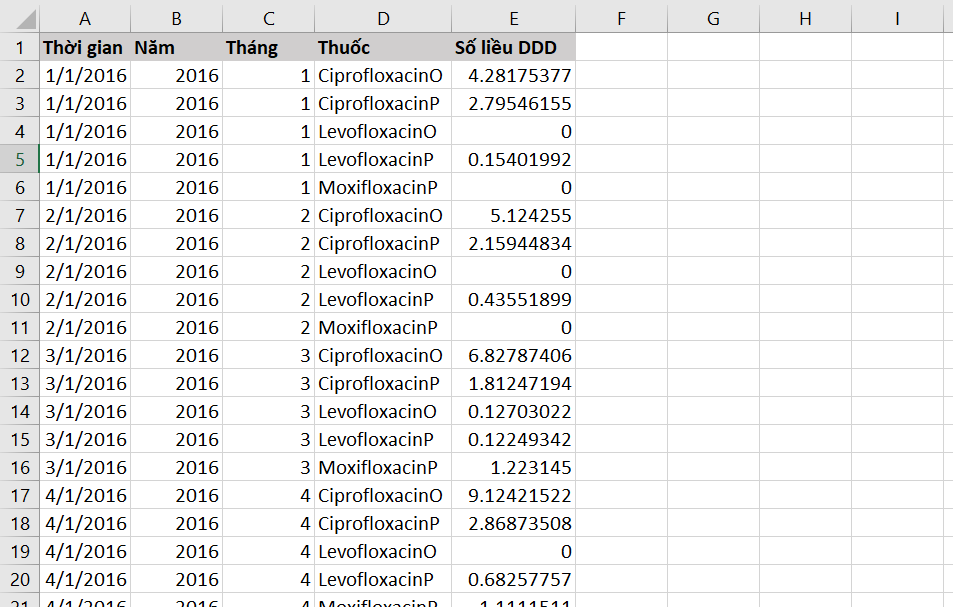 A B C D E F G H I
1 Thời gian Năm Tháng Thuốc Số liều DDD
2 1/1/2016 2016 1 CiprofloxacinO 4.28175377
3 1/1/2016 2016 1 CiprofloxacinP 2.79546155
4 1/1/2016 2016 1 LevofloxacinO 0
5 1/1/2016 2016 1 LevofloxacinP 0.15401992
6 1/1/2016 2016 1 MoxifloxacinP 0
7 2/1/2016 2016 2 CiprofloxacinO 5.124255
8 2/1/2016 2016 2 CiprofloxacinP 2.15944834
9 2/1/2016 2016 2 LevofloxacinO 0
10 2/1/2016 2016 2 LevofloxacinP 0.43551899
11 2/1/2016 2016 2 MoxifloxacinP 0
12 3/1/2016 2016 3 CiprofloxacinO 6.82787406
13 3/1/2016 2016 3 CiprofloxacinP 1.81247194
14 3/1/2016 2016 3 LevofloxacinO 0.12703022
15 3/1/2016 2016 3 LevofloxacinP 0.12249342
16 3/1/2016 2016 3 MoxifloxacinP 1.223145
17 4/1/2016 2016 4 CiprofloxacinO 9.12421522
18 4/1/2016 2016 4 CiprofloxacinP 2.86873508
19 4/1/2016 2016 4 LevofloxacinO 0
20 4/1/2016 2016 4 LevofloxacinP 0.68257757
21 4/1/2016 2016 4 MoxifloxacinP 1.1111511